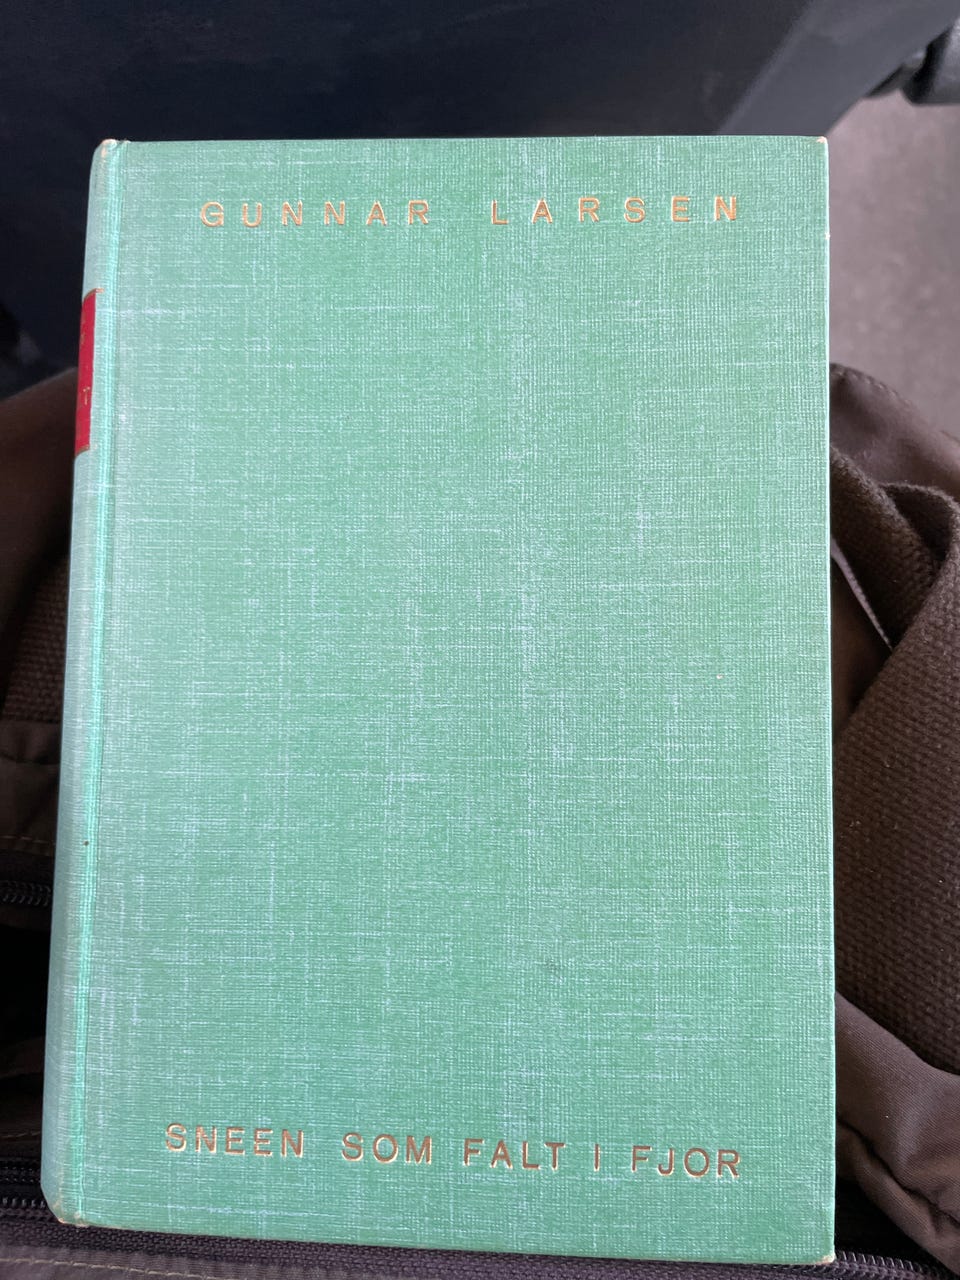 GUNNAR LARSEN
SNEEN SOM FALT I FJOR